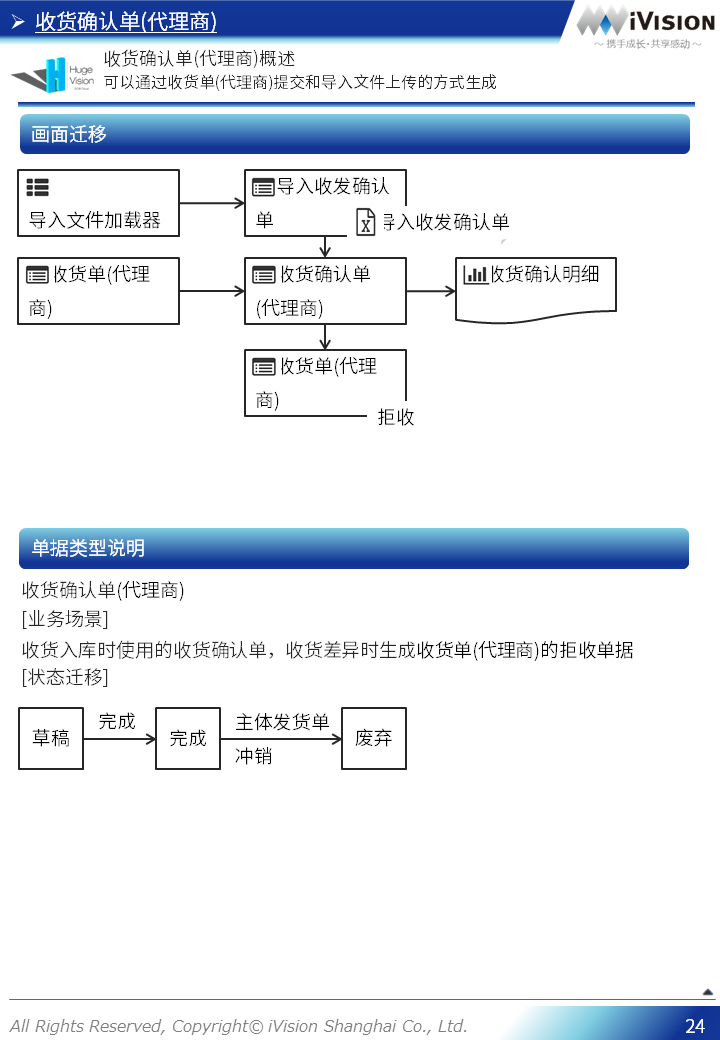 收货确认单(代理商)
iVISION
～携手成长·共享感动～
Huge
Vision
收货确认单(代理商)概述
可以通过收货单(代理商)提交和导入文件上传的方式生成
画面迁移
导入文件加载器
导入收发确认
单
导入收发确认单
收货单(代理
商)
收货确认单
(代理商)
收货确认明细
收货单(代理
商)
拒收
单据类型说明
收货确认单(代理商)
[业务场景]
收货入库时使用的收货确认单，收货差异时生成收货单(代理商)的拒收单据
[状态迁移]
草稿
完成
完成
主体发货单
冲销
废弃
All Rights Reserved, Copyright© iVision Shanghai Co., Ltd.
24